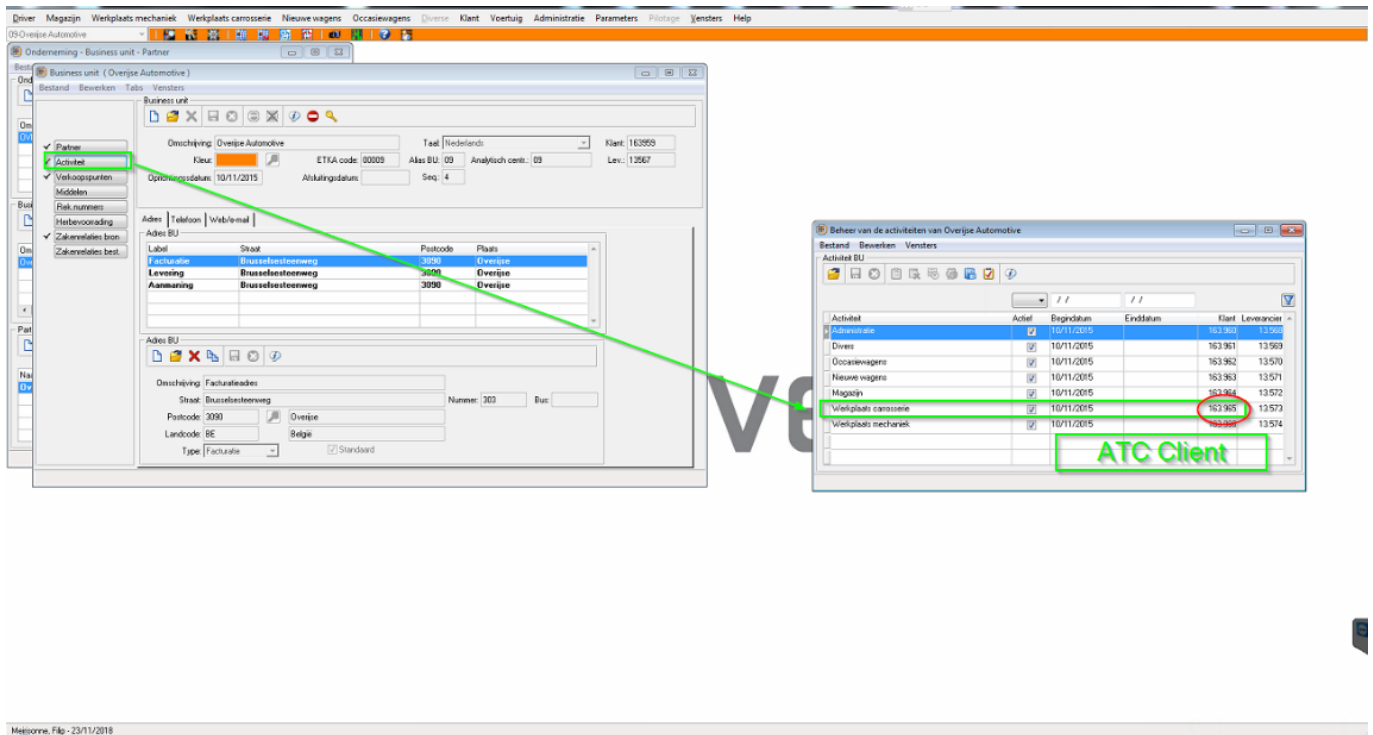 Driver Magazijn Werkplaats mechaniek Werkplaats carrosserie Nieuwe wagens Occasiewagens Diverse Klant Voertuig Administratie Parameters Pilotage Vensters Help
09-Overijse Automotive
Onderneming - Business unit - Partner
Business unit ( Overijse Automotive )
Bestand Bewerken Tabs Vensters
Business unit
Omschrijving: Overijse Automotive Taal: Nederlands Klant: 163959
Kleur: ETKA code: 00009 Alias BU: 09 Analytisch centr.: 09 Lev.: 13567
Oprichtingsdatum: 10/11/2015 Afsluitingsdatum: Seq.: 4
Partner
Activiteit
Verkoopspunten
Middelen
Rek.nummers
Herbevoorrading
Zakenrelaties bron
Zakenrelaties best.
Adres Telefoon Web/e-mail
Adres BU
Label Straat Postcode Plaats
Facturatie Brusselsesteenweg 3090 Overijse
Levering Brusselsesteenweg 3090 Overijse
Aanmaning Brusselsesteenweg 3090 Overijse
Adres BU
Omschrijving: Facturatieadres
Straat: Brusselsesteenweg Nummer: 303 Bus:
Postcode: 3090 Overijse
Landcode: BE België
Type: Facturatie Standaard
Beheer van de activiteiten van Overijse Automotive
Bestand Bewerken Vensters
Activiteit BU
/ / / /
Activiteit Actief Begindatum Einddatum Klant Leverancier
Administratie 10/11/2015 163.960 13.568
Divers 10/11/2015 163.961 13.569
Occasiewagens 10/11/2015 163.962 13.570
Nieuwe wagens 10/11/2015 163.963 13.571
Magazijn 10/11/2015 163.964 13.572
Werkplaats carrosserie 10/11/2015 163.965 13.573
Werkplaats mechaniek 10/11/2015 13.574
ATC Client
Meissonne, Filip - 23/11/2018